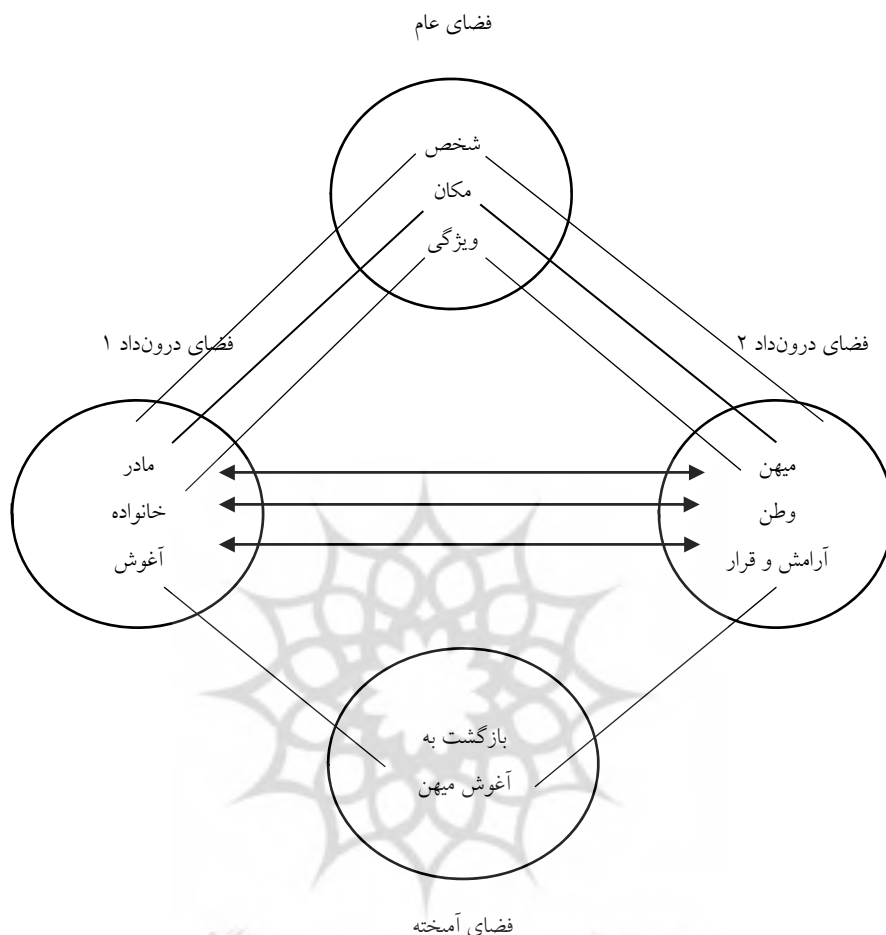 فضای عام
شخص
مکان
ویژگی
فضای درون‌داد ۲
فضای درون‌داد ۱
میهن
وطن
آرامش و قرار
مادر
خانواده
آغوش
بازگشت به
آغوش میهن
فضای آمیخته